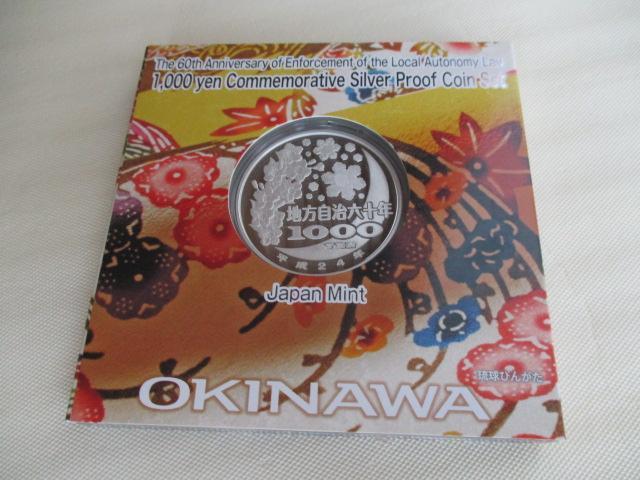 The 60th Anniversary of Enforcement of the Local Autonomy Law
1,000 yen Commemorative Silver Proof Coin Set
地方自治六十年
1000
YEN
平成24年
Japan Mint
琉球びんがた
OKINAWA